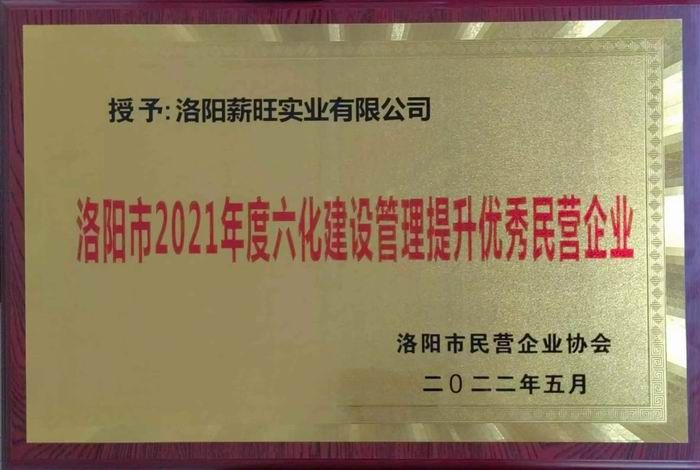 授予:洛阳薪旺实业有限公司
洛阳市2021年度六化建设管理提升优秀民营企业
洛阳市民营企业协会
二〇二二年五月